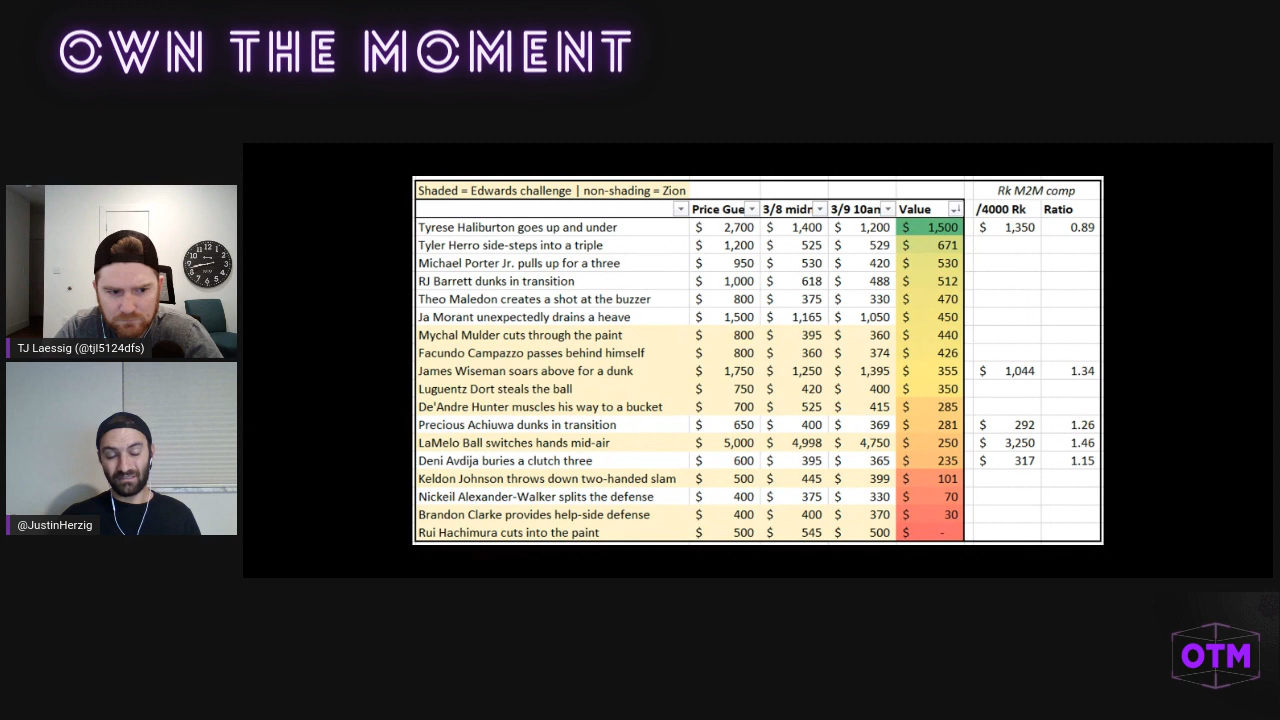 OWN THE MOMENT
Shaded = Edwards challenge | non-shading = Zion Rk M2M comp
Price Gue 3/8 midn 3/9 10am Value /4000 Rk Ratio
Tyrese Haliburton goes up and under $ 2,700 $ 1,400 $ 1,200 $ 1,500 $ 1,350 0.89
Tyler Herro side-steps into a triple $ 1,200 $ 525 $ 529 $ 671
Michael Porter Jr. pulls up for a three $ 950 $ 530 $ 420 $ 530
RJ Barrett dunks in transition $ 1,000 $ 618 $ 488 $ 512
Theo Maledon creates a shot at the buzzer $ 800 $ 375 $ 330 $ 470
Ja Morant unexpectedly drains a heave $ 1,500 $ 1,165 $ 1,050 $ 450
Mychal Mulder cuts through the paint $ 800 $ 395 $ 360 $ 440
Facundo Campazzo passes behind himself $ 800 $ 360 $ 374 $ 426
James Wiseman soars above for a dunk $ 1,750 $ 1,250 $ 1,395 $ 355 $ 1,044 1.34
Luguentz Dort steals the ball $ 750 $ 420 $ 400 $ 350
De'Andre Hunter muscles his way to a bucket $ 700 $ 525 $ 415 $ 285
Precious Achiuwa dunks in transition $ 650 $ 400 $ 369 $ 281 $ 292 1.26
LaMelo Ball switches hands mid-air $ 5,000 $ 4,998 $ 4,750 $ 250 $ 3,250 1.46
Deni Avdija buries a clutch three $ 600 $ 395 $ 365 $ 235 $ 317 1.15
Keldon Johnson throws down two-handed slam $ 500 $ 445 $ 399 $ 101
Nickeil Alexander-Walker splits the defense $ 400 $ 375 $ 330 $ 70
Brandon Clarke provides help-side defense $ 400 $ 400 $ 370 $ 30
Rui Hachimura cuts into the paint $ 500 $ 545 $ 500 $ -
TJ Laessig (@tjl5124dfs)
@JustinHerzig
OTM